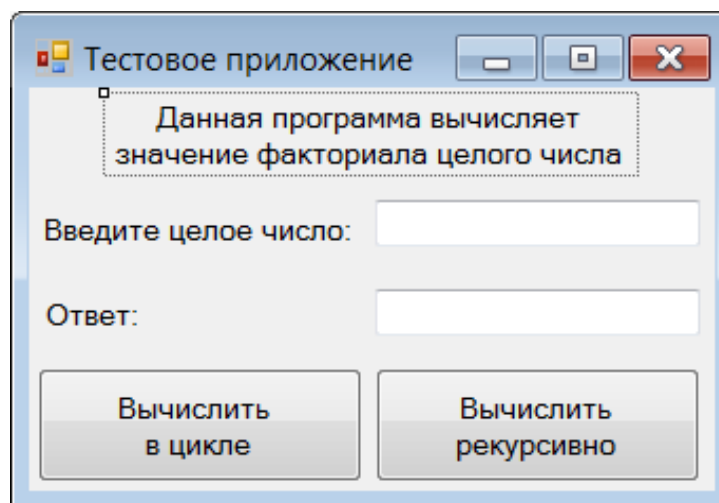 Тестовое приложение
Данная программа вычисляет
значение факториала целого числа
Введите целое число:
Ответ:
Вычислить
в цикле
Вычислить
рекурсивно